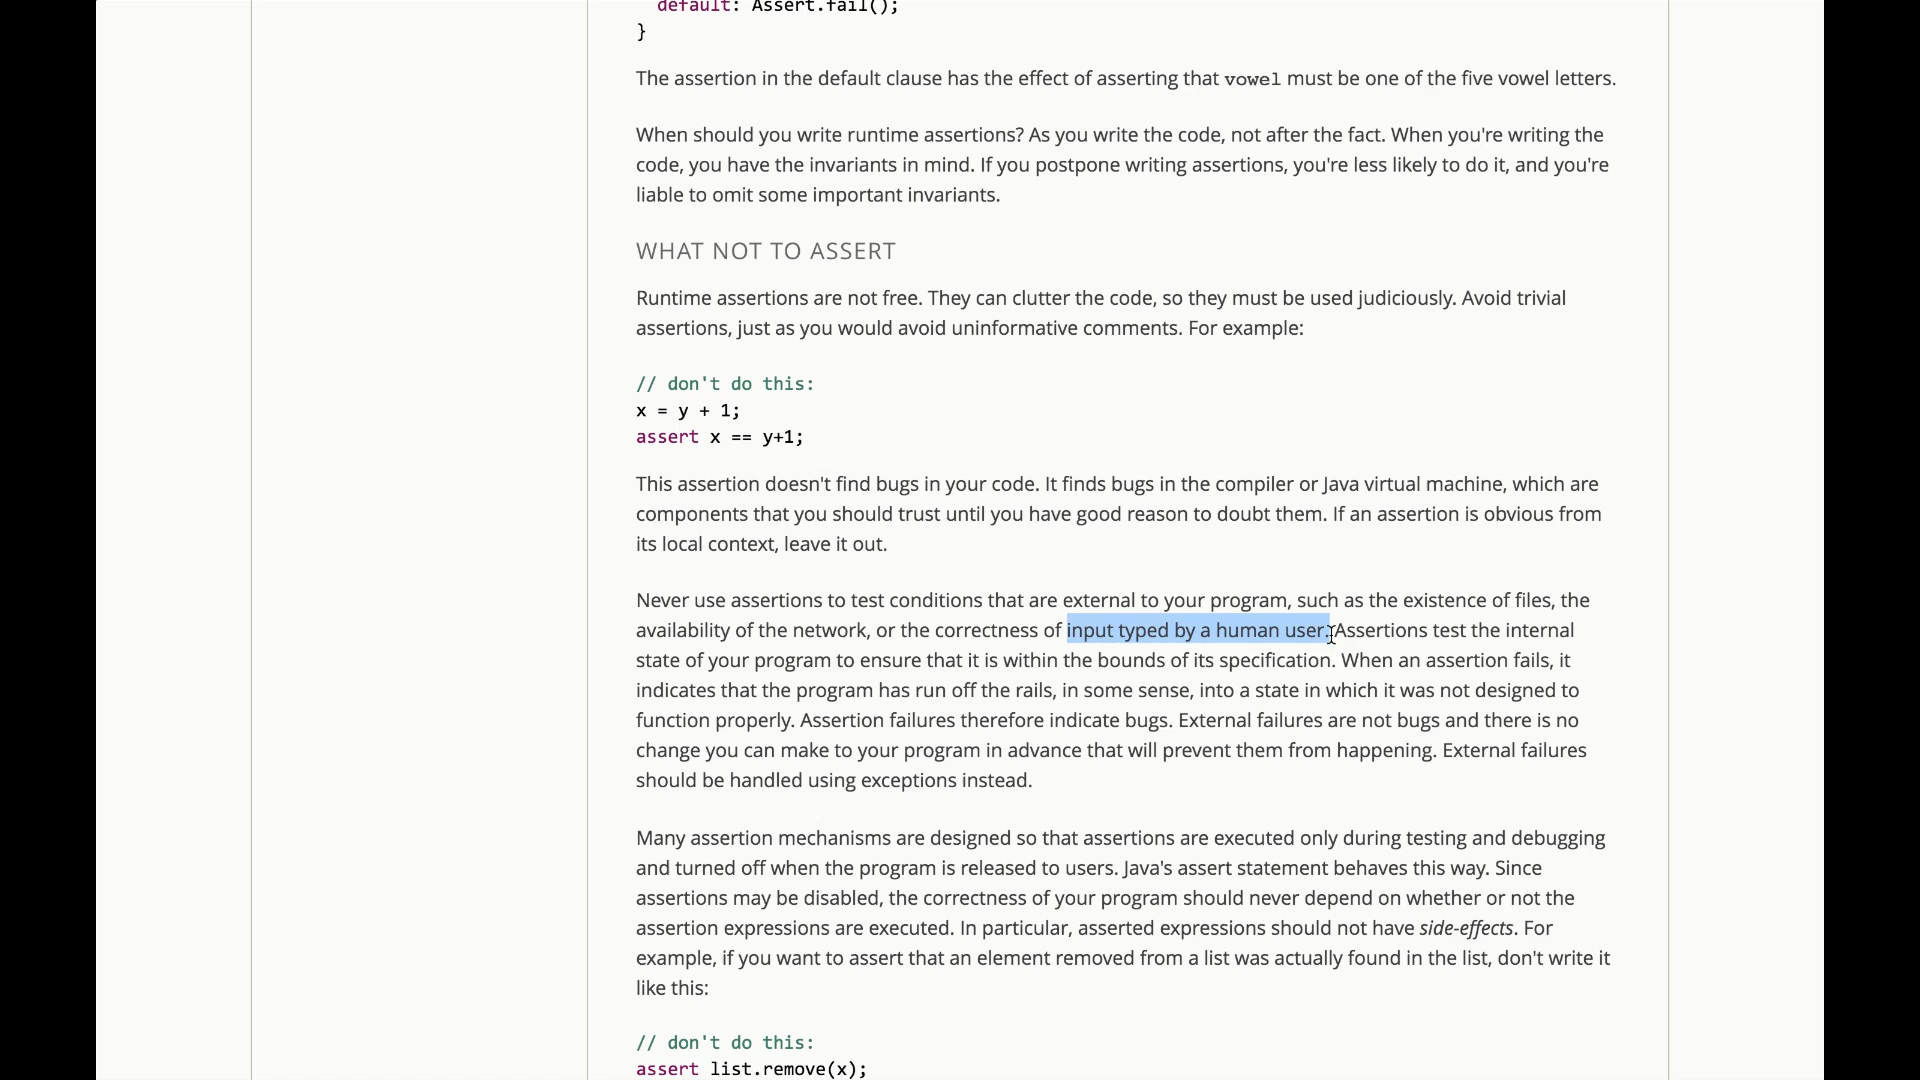 default: Assert.fail();
}
The assertion in the default clause has the effect of asserting that vowel must be one of the five vowel letters.
When should you write runtime assertions? As you write the code, not after the fact. When you're writing the
code, you have the invariants in mind. If you postpone writing assertions, you're less likely to do it, and you're
liable to omit some important invariants.
WHAT NOT TO ASSERT
Runtime assertions are not free. They can clutter the code, so they must be used judiciously. Avoid trivial
assertions, just as you would avoid uninformative comments. For example:
// don't do this:
x = y + 1;
assert x == y+1;
This assertion doesn't find bugs in your code. It finds bugs in the compiler or Java virtual machine, which are
components that you should trust until you have good reason to doubt them. If an assertion is obvious from
its local context, leave it out.
Never use assertions to test conditions that are external to your program, such as the existence of files, the
availability of the network, or the correctness of input typed by a human user. Assertions test the internal
state of your program to ensure that it is within the bounds of its specification. When an assertion fails, it
indicates that the program has run off the rails, in some sense, into a state in which it was not designed to
function properly. Assertion failures therefore indicate bugs. External failures are not bugs and there is no
change you can make to your program in advance that will prevent them from happening. External failures
should be handled using exceptions instead.
Many assertion mechanisms are designed so that assertions are executed only during testing and debugging
and turned off when the program is released to users. Java's assert statement behaves this way. Since
assertions may be disabled, the correctness of your program should never depend on whether or not the
assertion expressions are executed. In particular, asserted expressions should not have side-effects. For
example, if you want to assert that an element removed from a list was actually found in the list, don't write it
like this:
// don't do this:
assert list.remove(x);